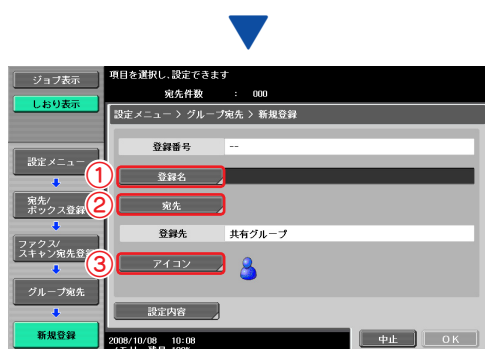 ジョブ表示
しおり表示
設定メニュー
宛先/
ボックス登録
ファクス/
スキャン宛先登録
グループ宛先
新規登録
項目を選択し、設定できます
宛先件数 : 000
設定メニュー > グループ宛先 > 新規登録
登録番号 --
① 登録名
② 宛先
登録先 共有グループ
③ アイコン
設定内容
2008/10/08 10:08
中止 OK